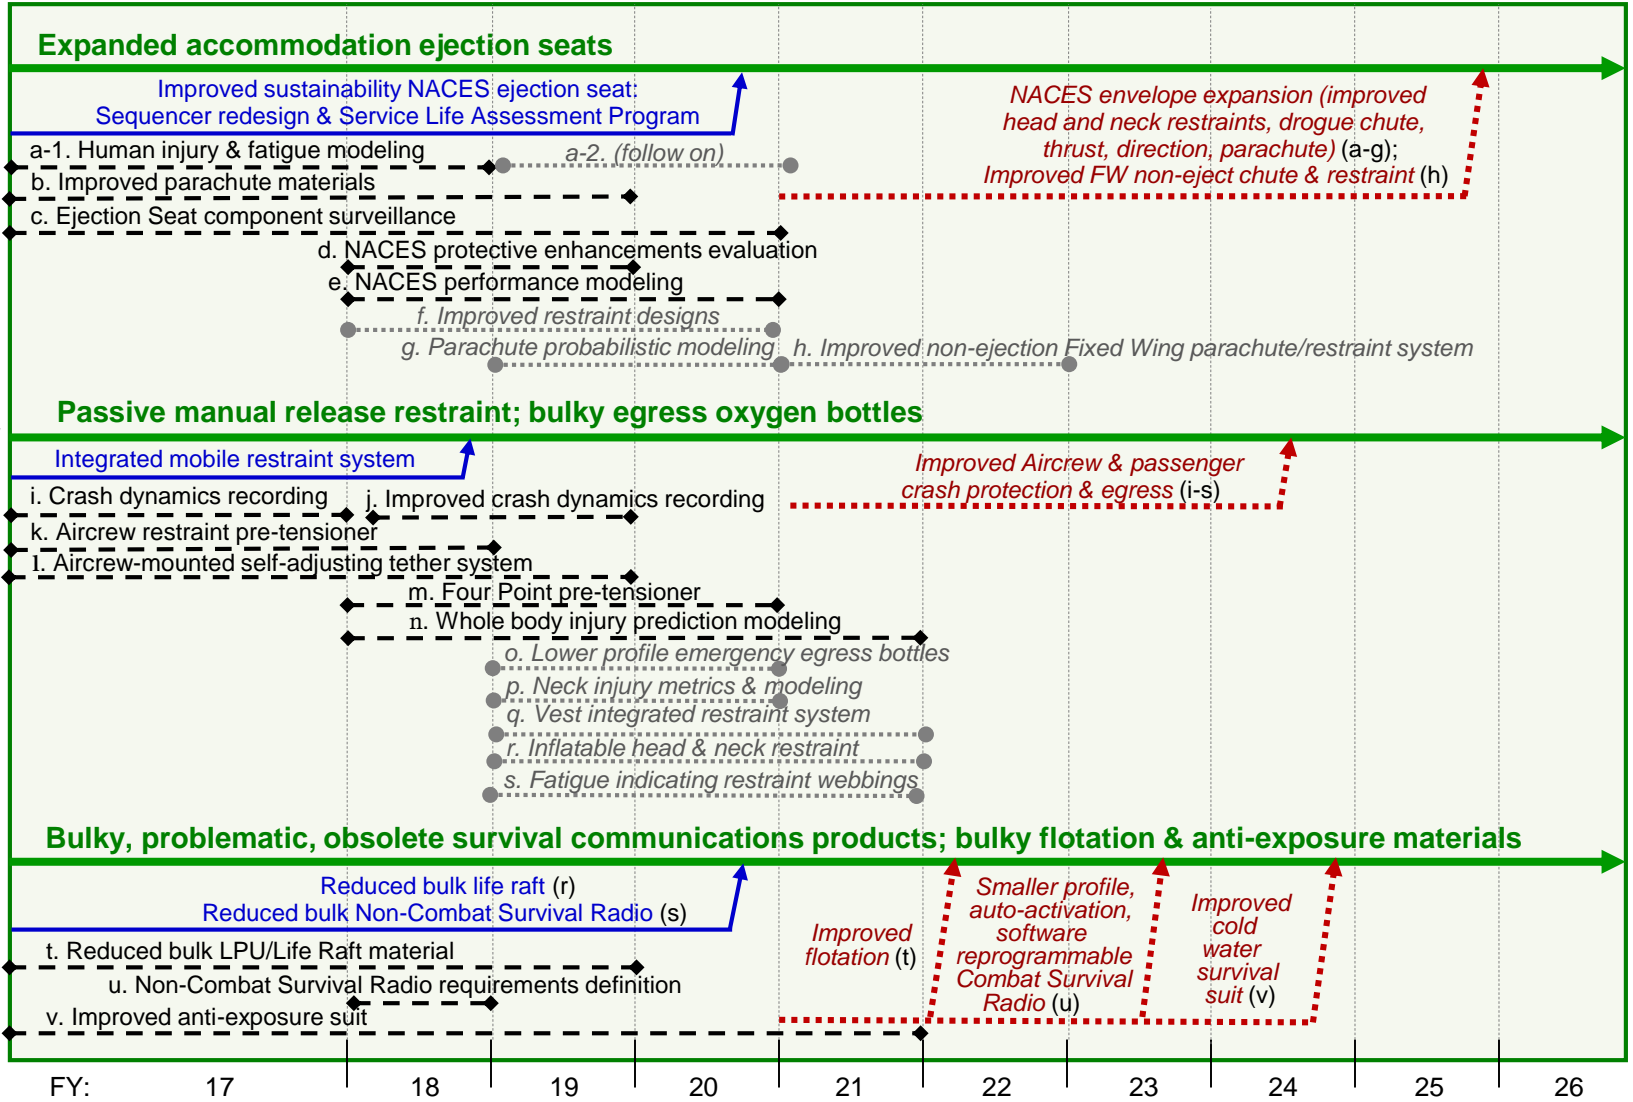 Expanded accommodation ejection seats
Improved sustainability NACES ejection seat:
Sequencer redesign & Service Life Assessment Program
NACES envelope expansion (improved
head and neck restraints, drogue chute,
thrust, direction, parachute) (a-g);
Improved FW non-eject chute & restraint (h)
a-1. Human injury & fatigue modeling
a-2. (follow on)
b. Improved parachute materials
c. Ejection Seat component surveillance
d. NACES protective enhancements evaluation
e. NACES performance modeling
f. Improved restraint designs
g. Parachute probabilistic modeling
h. Improved non-ejection Fixed Wing parachute/restraint system
Passive manual release restraint; bulky egress oxygen bottles
Integrated mobile restraint system
Improved Aircrew & passenger
crash protection & egress (i-s)
i. Crash dynamics recording
j. Improved crash dynamics recording
k. Aircrew restraint pre-tensioner
l. Aircrew-mounted self-adjusting tether system
m. Four Point pre-tensioner
n. Whole body injury prediction modeling
o. Lower profile emergency egress bottles
p. Neck injury metrics & modeling
q. Vest integrated restraint system
r. Inflatable head & neck restraint
s. Fatigue indicating restraint webbings
Bulky, problematic, obsolete survival communications products; bulky flotation & anti-exposure materials
Reduced bulk life raft (r)
Reduced bulk Non-Combat Survival Radio (s)
Improved
flotation (t)
Smaller profile,
auto-activation,
software
reprogrammable
Combat Survival
Radio (u)
Improved
cold
water
survival
suit (v)
t. Reduced bulk LPU/Life Raft material
u. Non-Combat Survival Radio requirements definition
v. Improved anti-exposure suit
FY: 17 18 19 20 21 22 23 24 25 26